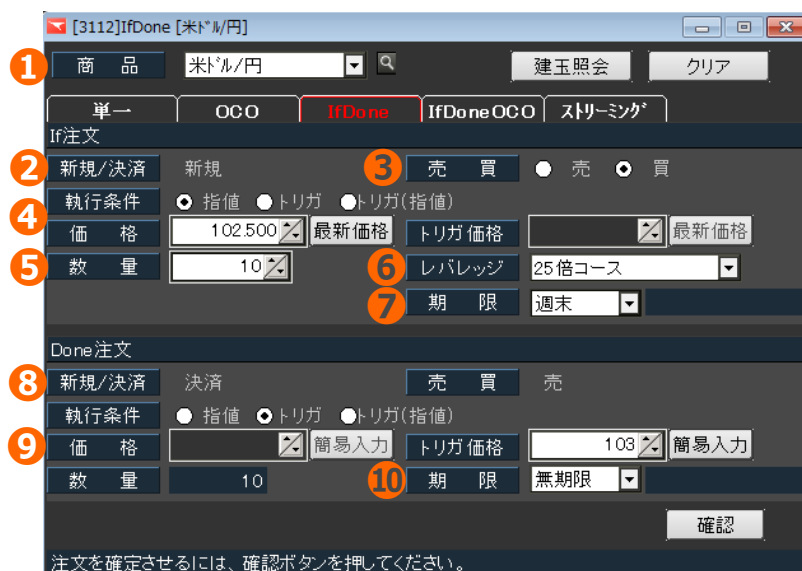 [3112]IfDone [米ﾄﾞﾙ/円]
1 商 品 米ﾄﾞﾙ/円 建玉照会 クリア
単一 OCO IfDone IfDoneOCO ｽﾄﾘｰﾐﾝｸﾞ
If注文
2 新規/決済 新規 3 売 買 売 買
執行条件 指値 トリガ トリガ(指値)
4 価 格 102.500 最新価格 トリガ価格 最新価格
5 数 量 10 6 レバレッジ 25倍コース
7 期 限 週末
Done注文
8 新規/決済 決済 売 買 売
執行条件 指値 トリガ トリガ(指値)
9 価 格 簡易入力 トリガ価格 103 簡易入力
数 量 10 10 期 限 無期限
確認
注文を確定させるには、確認ボタンを押してください。